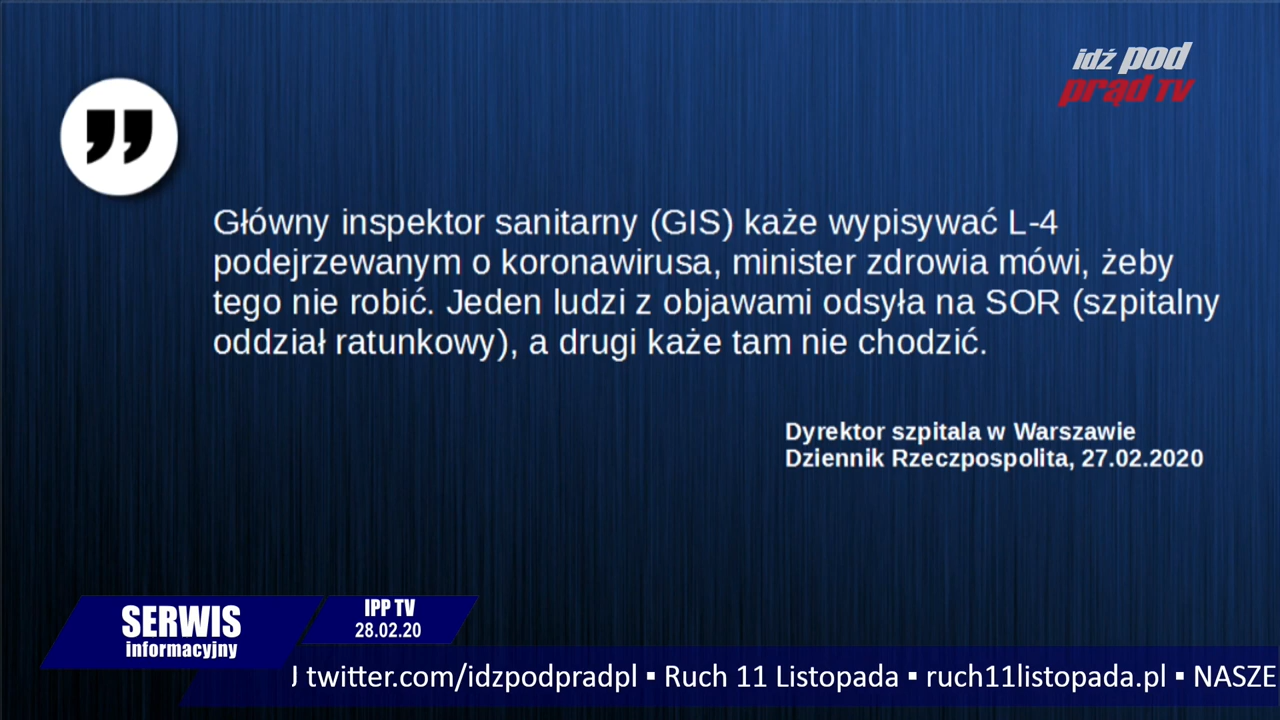 idź pod
prąd TV
Główny inspektor sanitarny (GIS) każe wypisywać L-4
podejrzewanym o koronawirusa, minister zdrowia mówi, żeby
tego nie robić. Jeden ludzi z objawami odsyła na SOR (szpitalny
oddział ratunkowy), a drugi każe tam nie chodzić.
Dyrektor szpitala w Warszawie
Dziennik Rzeczpospolita, 27.02.2020
SERWIS
informacyjny
IPP TV
28.02.20
twitter.com/idzpodpradpl ▪ Ruch 11 Listopada ▪ ruch11listopada.pl ▪ NASZE